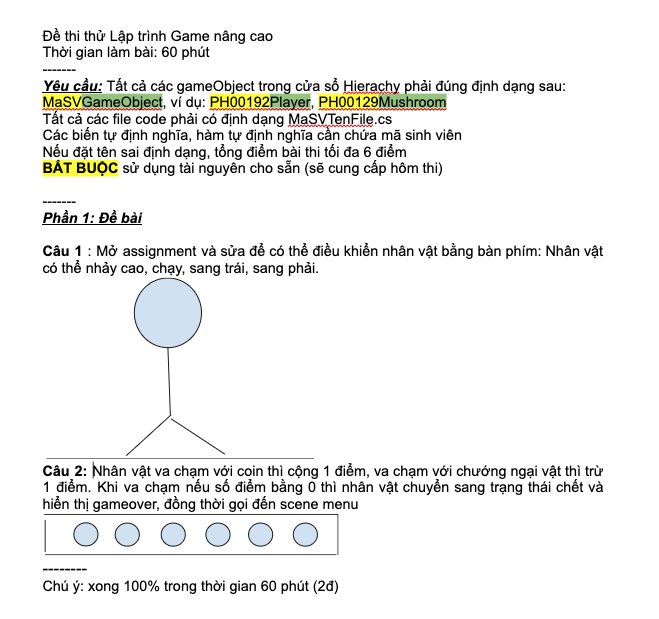 Đề thi thử Lập trình Game nâng cao
Thời gian làm bài: 60 phút
-------
Yêu cầu: Tất cả các gameObject trong cửa sổ Hierachy phải đúng định dạng sau:
MaSVGameObject, ví dụ: PH00192Player, PH00129Mushroom
Tất cả các file code phải có định dạng MaSVTenFile.cs
Các biến tự định nghĩa, hàm tự định nghĩa cần chứa mã sinh viên
Nếu đặt tên sai định dạng, tổng điểm bài thi tối đa 6 điểm
BẮT BUỘC sử dụng tài nguyên cho sẵn (sẽ cung cấp hôm thi)
-------
Phần 1: Đề bài
Câu 1 : Mở assignment và sửa để có thể điều khiển nhân vật bằng bàn phím: Nhân vật
có thể nhảy cao, chạy, sang trái, sang phải.
Câu 2: Nhân vật va chạm với coin thì cộng 1 điểm, va chạm với chướng ngại vật thì trừ
1 điểm. Khi va chạm nếu số điểm bằng 0 thì nhân vật chuyển sang trạng thái chết và
hiển thị gameover, đồng thời gọi đến scene menu
--------
Chú ý: xong 100% trong thời gian 60 phút (2đ)